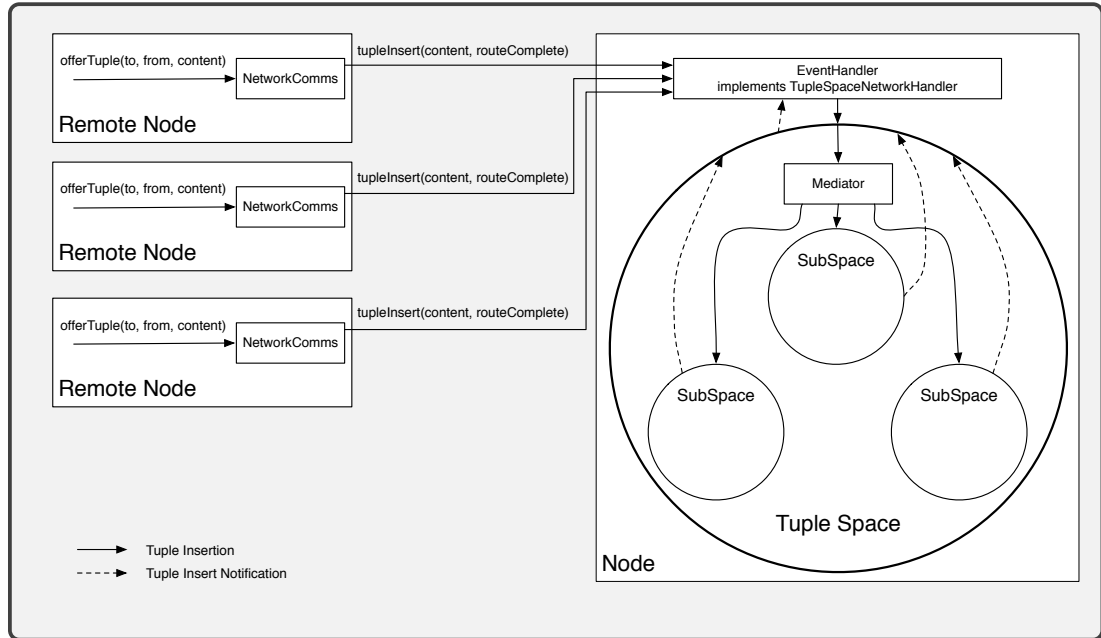 offerTuple(to, from, content)
NetworkComms
Remote Node
tupleInsert(content, routeComplete)
offerTuple(to, from, content)
NetworkComms
Remote Node
tupleInsert(content, routeComplete)
offerTuple(to, from, content)
NetworkComms
Remote Node
tupleInsert(content, routeComplete)
EventHandler
implements TupleSpaceNetworkHandler
Mediator
SubSpace
SubSpace
SubSpace
Tuple Space
Node
Tuple Insertion
Tuple Insert Notification